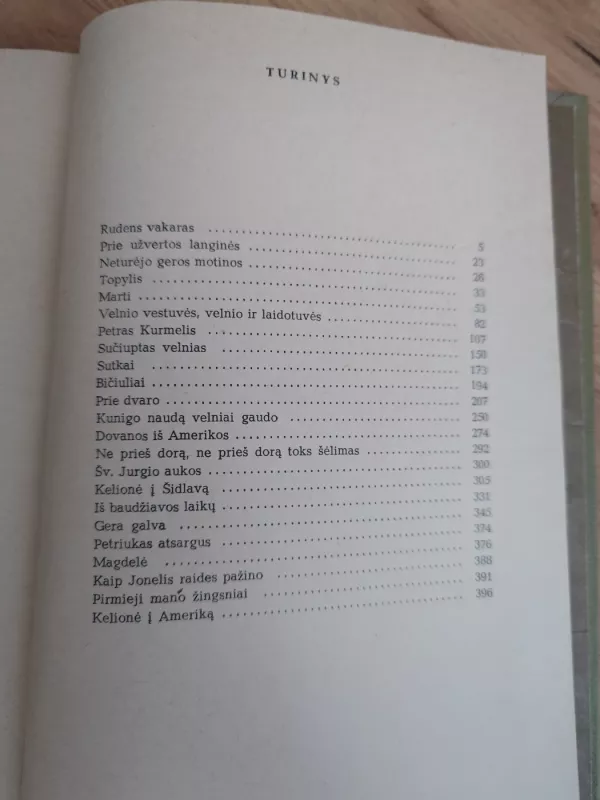 TURINYS
Rudens vakaras 5
Prie užvertos langinės 23
Neturėjo geros motinos 26
Topylis 33
Marti 53
Velnio vestuvės, velnio ir laidotuvės 82
Petras Kurmelis 107
Sučiuptas velnias 150
Sutkai 173
Bičiuliai 194
Prie dvaro 207
Kunigo naudą velniai gaudo 250
Dovanos iš Amerikos 274
Ne prieš dorą, ne prieš dorą toks šėlimas 292
Šv. Jurgio aukos 300
Kelionė į Šidlavą 305
Iš baudžiavos laikų 331
Gera galva 345
Petriukas atsargus 374
Magdelė 376
Kaip Jonelis raides pažino 388
Pirmieji mano žingsniai 391
Kelionė į Ameriką 396